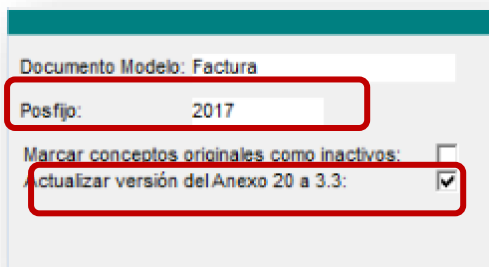 Documento Modelo: Factura
Posfijo: 2017
Marcar conceptos originales como inactivos:
Actualizar versión del Anexo 20 a 3.3: